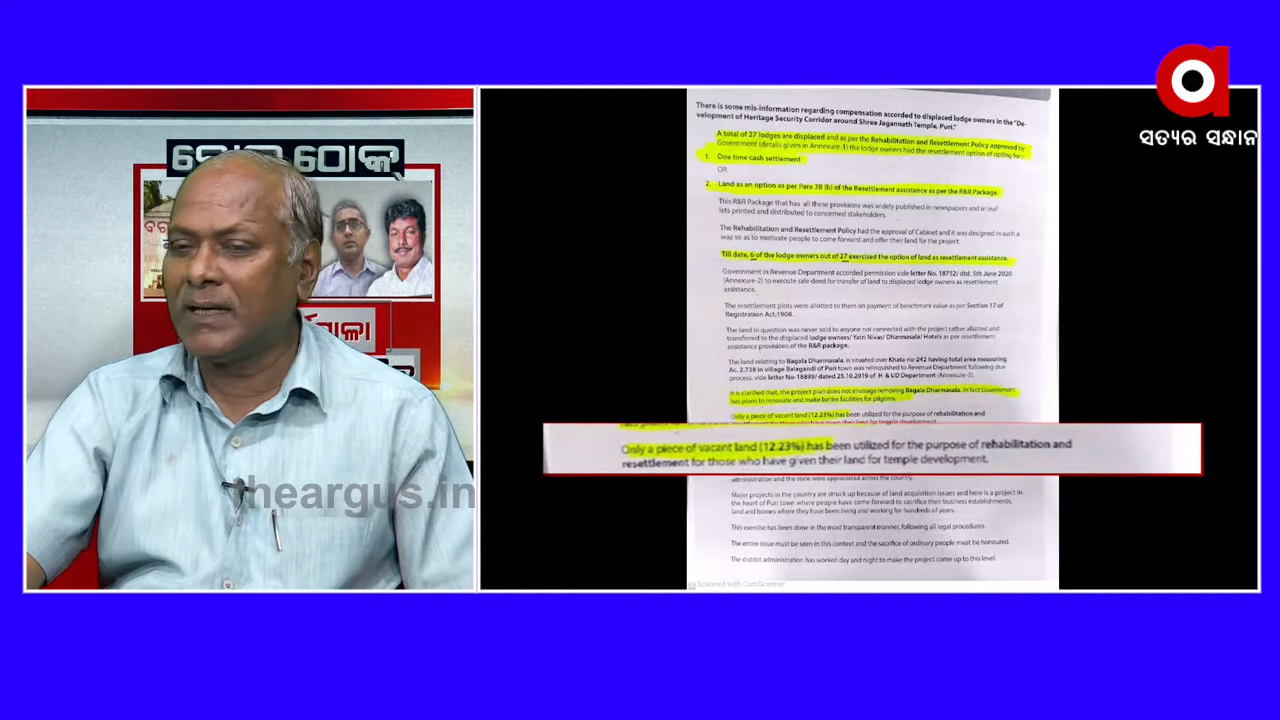 ସତ୍ୟର ସନ୍ଧାନ
ଠୋକ୍
theargus.in
There is some mis-information regarding compensation accorded to displaced lodge owners in the "De-
velopment of Heritage Security Corridor around Shree Jagannath Temple, Puri."
A total of 27 lodges are displaced and as per the Rehabilitation and Resettlement Policy approved by
Government (details given in Annexure-1) the lodge owners had the resettlement option of opting for:
1. One time cash settlement
OR
2. Land as an option as per Para 3B (b) of the Resettlement assistance as per the R&R Package.
This R&R Package that has all these provisions was widely published in newspapers and in leaf
lets printed and distributed to concerned stakeholders.
The Rehabilitation and Resettlement Policy had the approval of Cabinet and it was designed in such a
way so as to motivate people to come forward and offer their land for the project.
Till date, 6 of the lodge owners out of 27 exercised the option of land as resettlement assistance.
Government in Revenue Department accorded permission vide letter No. 18752/ dtd. 5th June 2020
(Annexure-2) to execute sale deed for transfer of land to displaced lodge owners as resettlement
assistance.
The resettlement plots were allotted to them on payment of benchmark value as per Section 17 of
Registration Act,1908.
The land in question was never sold to anyone not connected with the project rather allotted and
transferred to the displaced lodge owners/ Yatri Nivas/ Dharmasala/ Hotels as per resettlement
assistance provisions of the R&R package.
The land relating to Bagala Dharmasala, is situated over Khata no-242 having total area measuring
Ac. 2.738 in village Balagandi of Puri town was relinquished to Revenue Department following due
process, vide letter No-18899/ dated 25.10.2019 of H & UD Department (Annexure-3).
It is clarified that, the project plan does not envisage removing Bagala Dharmasala. In fact Government
has plans to renovate and make better facilities for pilgrims.
Only a piece of vacant land (12.23%) has been utilized for the purpose of rehabilitation and
Only a piece of vacant land (12.23%) has been utilized for the purpose of rehabilitation and
resettlement for those who have given their land for temple development.
administration and the state were appreciated across the country.
Major projects in the country are struck up because of land acquisition issues and here is a project in
the heart of Puri town where people have come forward to sacrifice their business establishments,
land and homes where they have been living and working for hundreds of years.
This exercise has been done in the most transparent manner, following all legal procedures.
The entire issue must be seen in this context and the sacrifice of ordinary people must be honoured.
The district administration has worked day and night to make the project come up to this level.
Scanned with CamScanner